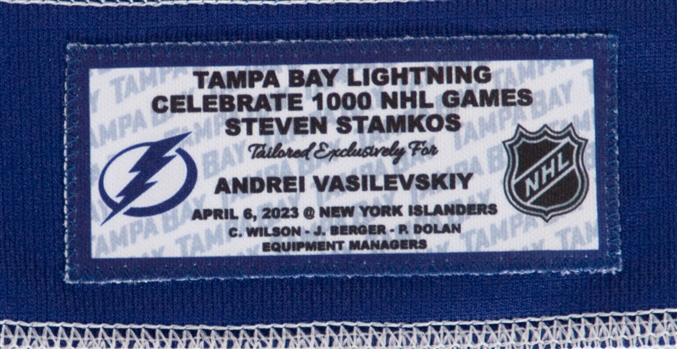 TAMPA BAY LIGHTNING
CELEBRATE 1000 NHL GAMES
STEVEN STAMKOS
Tailored Exclusively For
ANDREI VASILEVSKIY
APRIL 6, 2023 @ NEW YORK ISLANDERS
C. WILSON - J. BERGER - P. DOLAN
EQUIPMENT MANAGERS
NHL